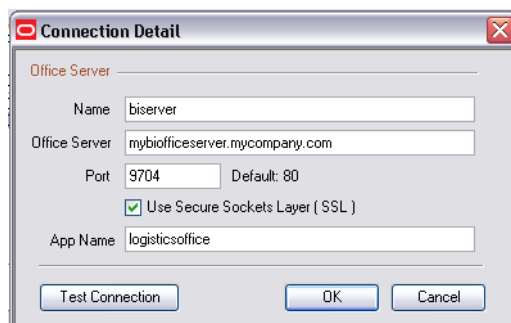 Connection Detail
Office Server
Name biserver
Office Server mybiofficeserver.mycompany.com
Port 9704 Default: 80
Use Secure Sockets Layer ( SSL )
App Name logisticsoffice
Test Connection OK Cancel